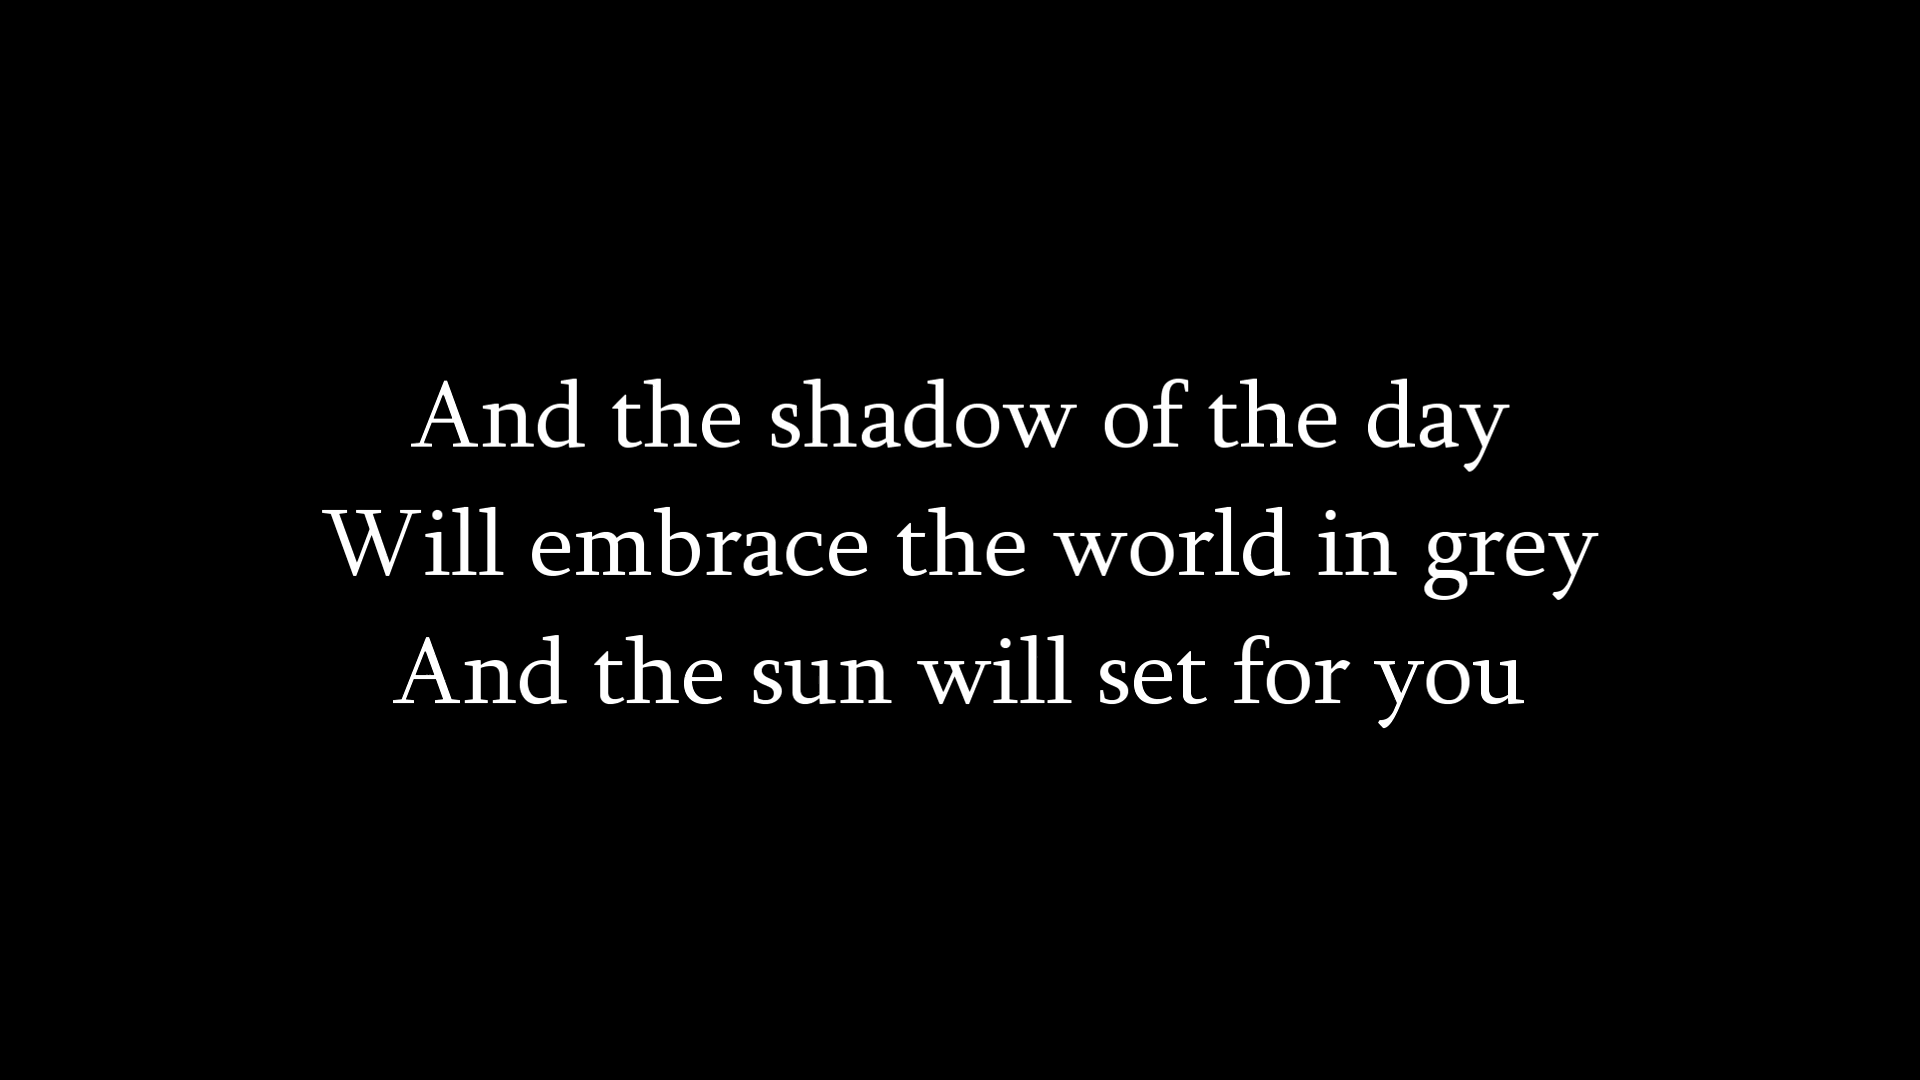 And the shadow of the day
Will embrace the world in grey
And the sun will set for you